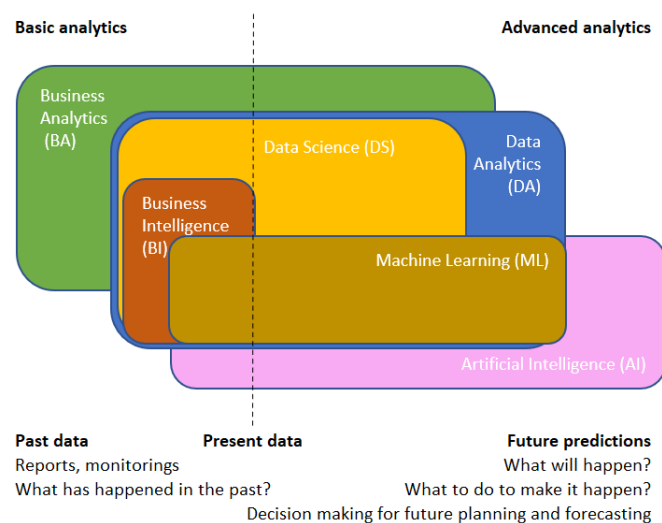 Basic analytics
Advanced analytics
Business
Analytics
(BA)
Data Science (DS)
Data
Analytics
(DA)
Business
Intelligence
(BI)
Machine Learning (ML)
Artificial Intelligence (AI)
Past data
Present data
Future predictions
Reports, monitorings
What will happen?
What has happened in the past?
What to do to make it happen?
Decision making for future planning and forecasting